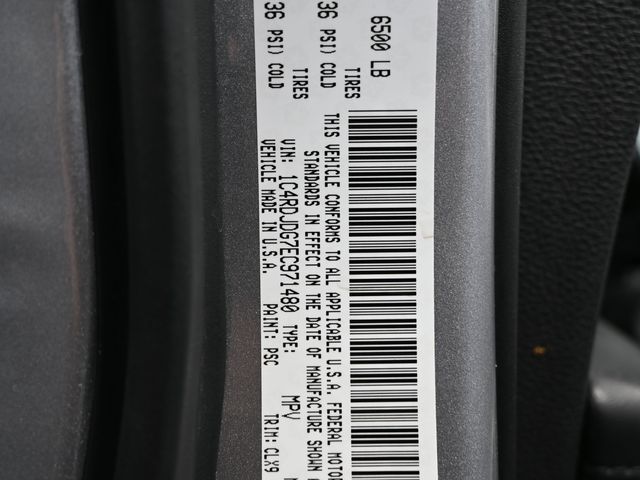 6500 LB
TIRES
36 PSI) COLD
TIRES
36 PSI) COLD
THIS VEHICLE CONFORMS TO ALL APPLICABLE U.S.A. FEDERAL MOTOR
STANDARDS IN EFFECT ON THE DATE OF MANUFACTURE SHOWN
VIN: 1C4RDJDG7EC971480 TYPE: MPV
VEHICLE MADE IN U.S.A. PAINT: PSC TRIM: CLX9